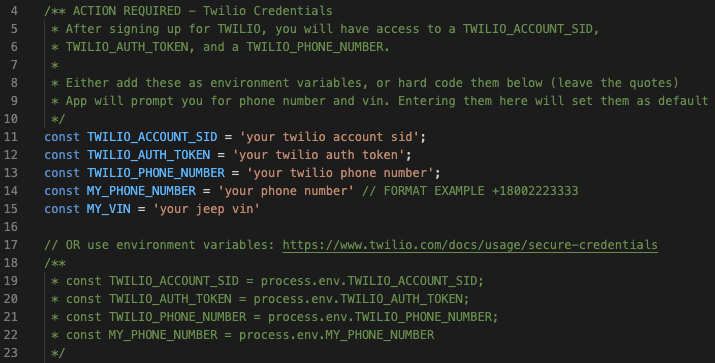 4 /** ACTION REQUIRED - Twilio Credentials
5 * After signing up for TWILIO, you will have access to a TWILIO_ACCOUNT_SID,
6 * TWILIO_AUTH_TOKEN, and a TWILIO_PHONE_NUMBER.
7 *
8 * Either add these as environment variables, or hard code them below (leave the quotes)
9 * App will prompt you for phone number and vin. Entering them here will set them as default
10 */
11 const TWILIO_ACCOUNT_SID = 'your twilio account sid';
12 const TWILIO_AUTH_TOKEN = 'your twilio auth token';
13 const TWILIO_PHONE_NUMBER = 'your twilio phone number';
14 const MY_PHONE_NUMBER = 'your phone number' // FORMAT EXAMPLE +18002223333
15 const MY_VIN = 'your jeep vin'
16
17 // OR use environment variables: https://www.twilio.com/docs/usage/secure-credentials
18 /**
19 * const TWILIO_ACCOUNT_SID = process.env.TWILIO_ACCOUNT_SID;
20 * const TWILIO_AUTH_TOKEN = process.env.TWILIO_AUTH_TOKEN;
21 * const TWILIO_PHONE_NUMBER = process.env.TWILIO_PHONE_NUMBER;
22 * const MY_PHONE_NUMBER = process.env.MY_PHONE_NUMBER
23 */